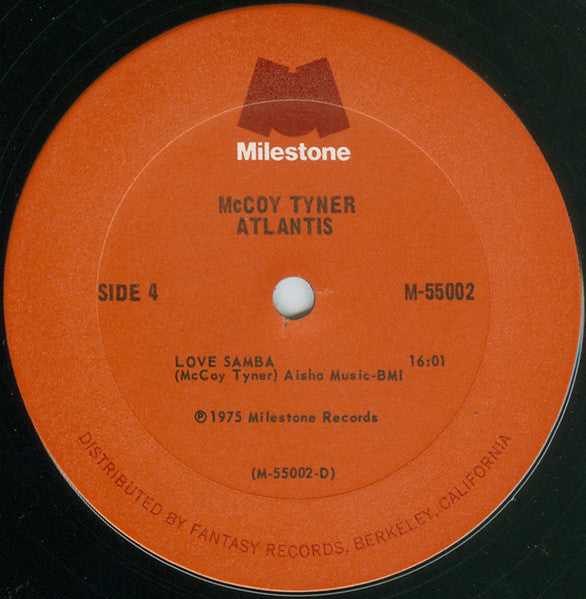 Milestone
McCOY TYNER
ATLANTIS
SIDE 4
M-55002
LOVE SAMBA 16:01
(McCoy Tyner) Aisha Music-BMI
℗ 1975 Milestone Records
(M-55002-D)
DISTRIBUTED BY FANTASY RECORDS, BERKELEY, CALIFORNIA